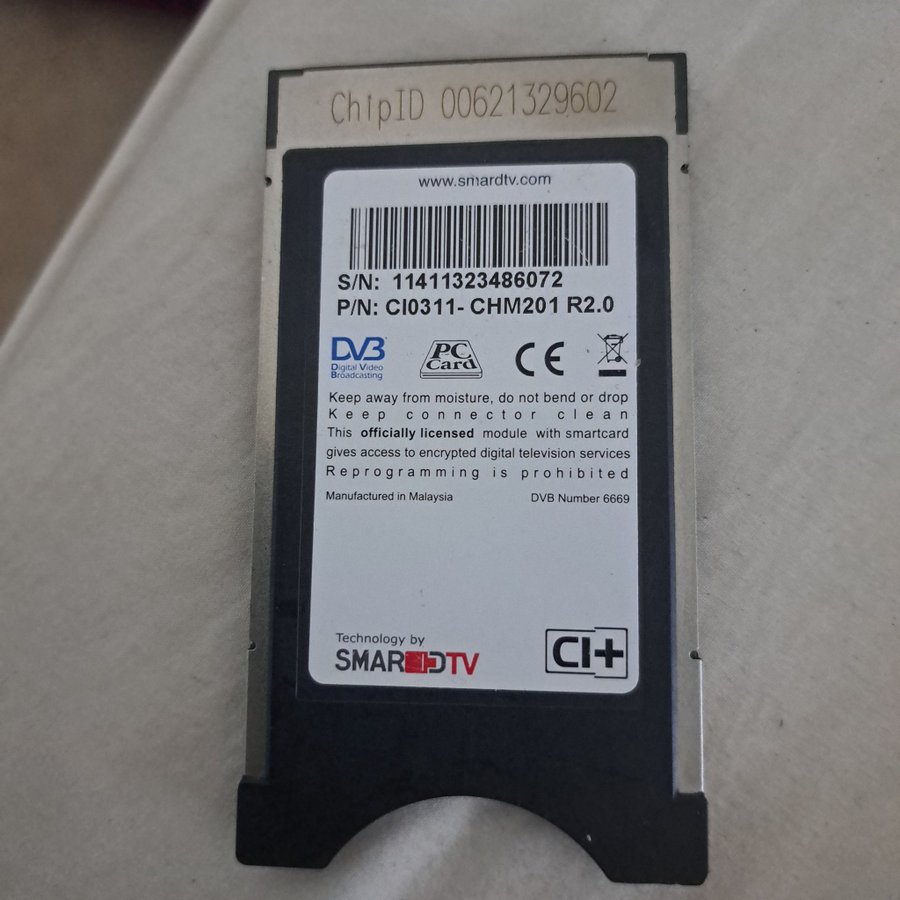 ChipID 00621329602
www.smardtv.com
S/N: 11411323486072
P/N: CI0311- CHM201 R2.0
DVB
Digital Video
Broadcasting
PC
Card
CE
Keep away from moisture, do not bend or drop
Keep connector clean
This officially licensed module with smartcard
gives access to encrypted digital television services
Reprogramming is prohibited
Manufactured in Malaysia DVB Number 6669
Technology by
SMARDTV
CI+